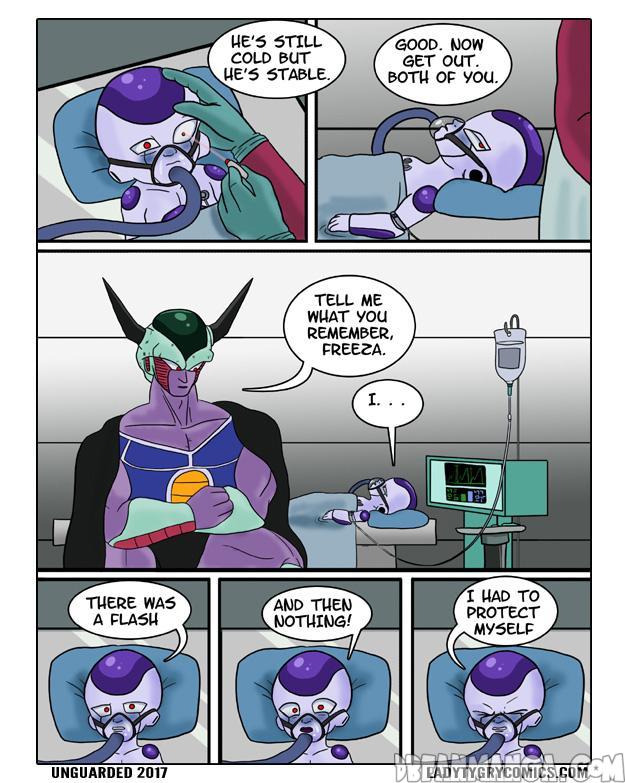 HE'S STILL
COLD BUT
HE'S STABLE.
GOOD. NOW
GET OUT.
BOTH OF YOU.
TELL ME
WHAT YOU
REMEMBER,
FREEZA.
I. . .
THERE WAS
A FLASH
AND THEN
NOTHING!
I HAD TO
PROTECT
MYSELF
UNGUARDED 2017
LADYTYGRYCOMICS.COM
DBFANMANGA.COM